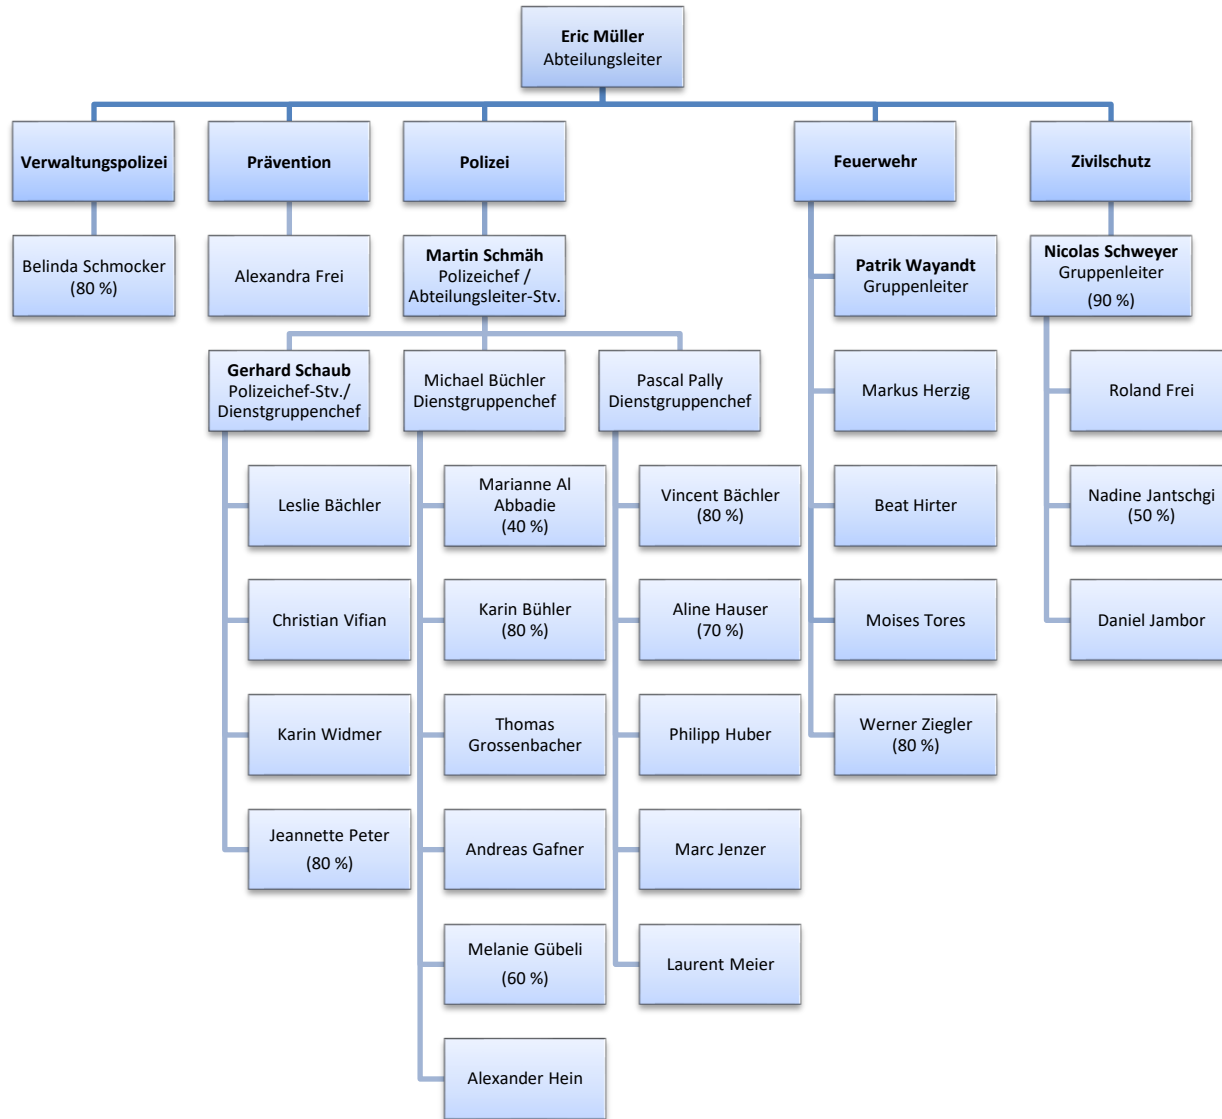 Eric Müller
Abteilungsleiter
Verwaltungspolizei
Prävention
Polizei
Feuerwehr
Zivilschutz
Belinda Schmocker
(80 %)
Alexandra Frei
Martin Schmäh
Polizeichef /
Abteilungsleiter-Stv.
Patrik Wayandt
Gruppenleiter
Nicolas Schweyer
Gruppenleiter
(90 %)
Gerhard Schaub
Polizeichef-Stv./
Dienstgruppenchef
Michael Büchler
Dienstgruppenchef
Pascal Pally
Dienstgruppenchef
Markus Herzig
Roland Frei
Leslie Bächler
Marianne Al
Abbadie
(40 %)
Vincent Bächler
(80 %)
Beat Hirter
Nadine Jantschgi
(50 %)
Christian Vifian
Karin Bühler
(80 %)
Aline Hauser
(70 %)
Moises Tores
Daniel Jambor
Karin Widmer
Thomas
Grossenbacher
Philipp Huber
Werner Ziegler
(80 %)
Jeannette Peter
(80 %)
Andreas Gafner
Marc Jenzer
Melanie Gübeli
(60 %)
Laurent Meier
Alexander Hein